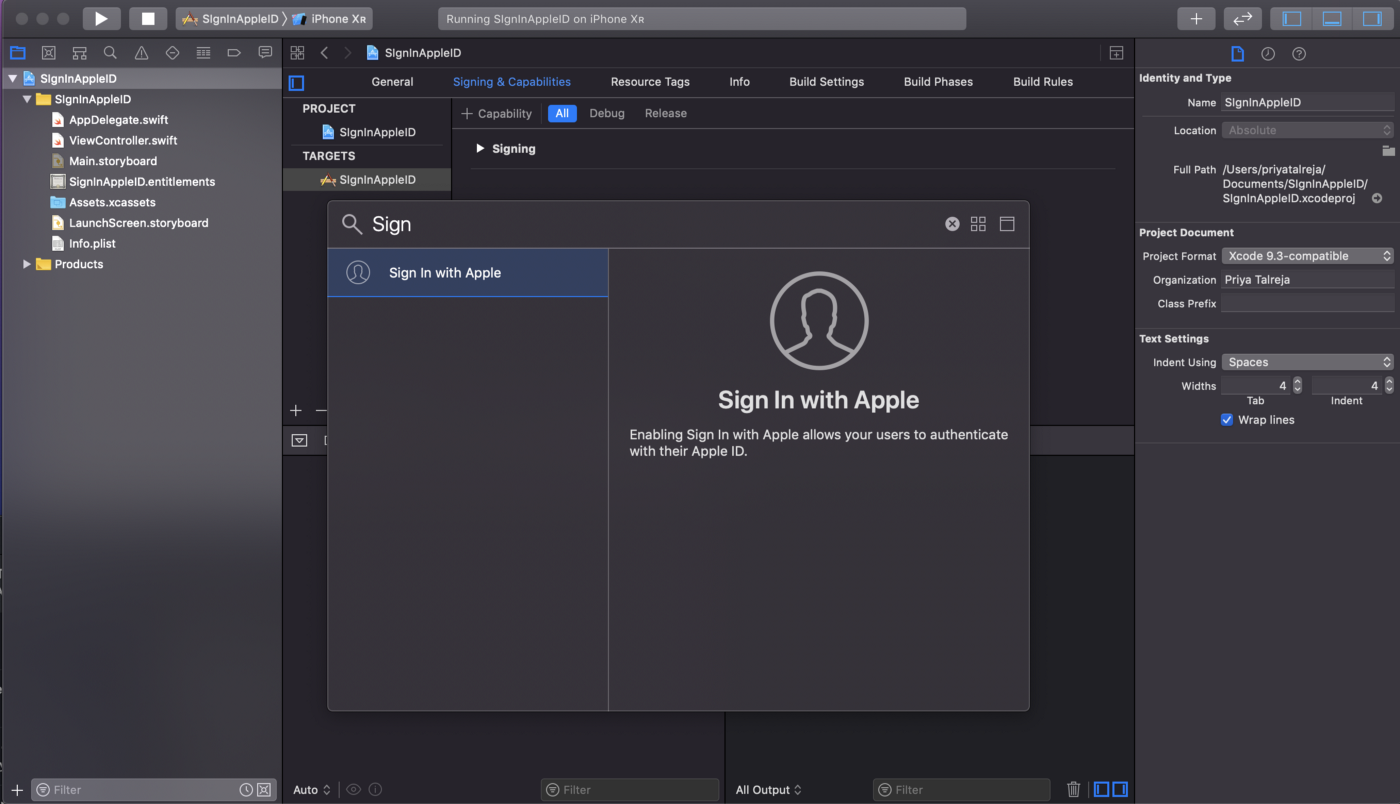 SIgnInAppleID
iPhone XR
Running SIgnInAppleID on iPhone XR
SIgnInAppleID
SIgnInAppleID
AppDelegate.swift
ViewController.swift
Main.storyboard
SIgnInAppleID.entitlements
Assets.xcassets
LaunchScreen.storyboard
Info.plist
Products
Filter
SIgnInAppleID
General
Signing & Capabilities
Resource Tags
Info
Build Settings
Build Phases
Build Rules
PROJECT
SIgnInAppleID
TARGETS
SIgnInAppleID
+ Capability
All
Debug
Release
Signing
Sign
Sign In with Apple
Sign In with Apple
Enabling Sign In with Apple allows your users to authenticate
with their Apple ID.
Auto
Filter
All Output
Filter
Identity and Type
Name SIgnInAppleID
Location Absolute
Full Path /Users/priyatalreja/
Documents/SIgnInAppleID/
SIgnInAppleID.xcodeproj
Project Document
Project Format Xcode 9.3-compatible
Organization Priya Talreja
Class Prefix
Text Settings
Indent Using Spaces
Widths 4 4
Tab Indent
Wrap lines